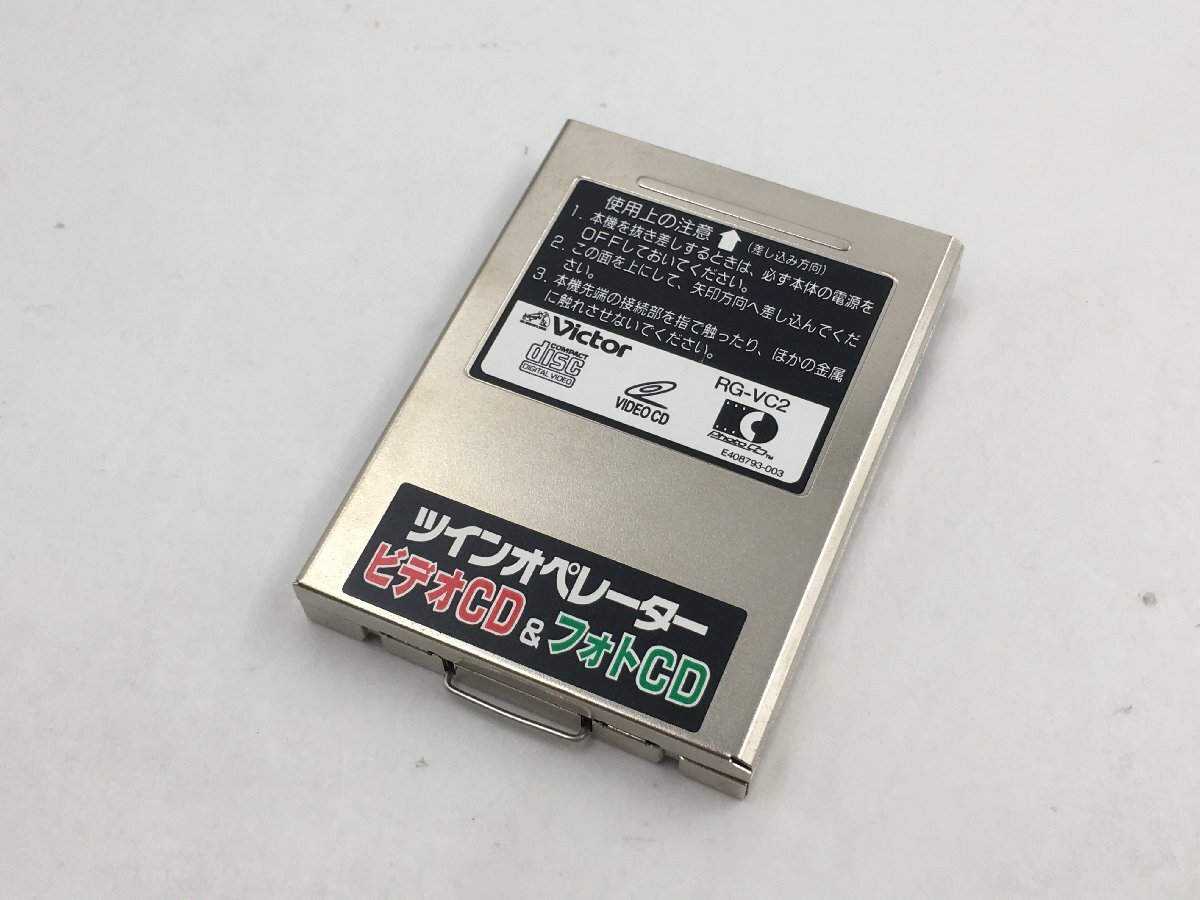 使用上の注意
(差し込み方向)
1. 本機を抜き差しするときは、必ず本体の電源を
OFFしておいてください。
2. この面を上にして、矢印方向へ差し込んでくだ
さい。
3. 本機先端の接続部を指で触ったり、ほかの金属
に触れさせないでください。
Victor
RG-VC2
COMPACT
disc
DIGITAL VIDEO
VIDEO CD
Photo CD™
E408793-003
ツインオペレーター
ビデオCD & フォトCD